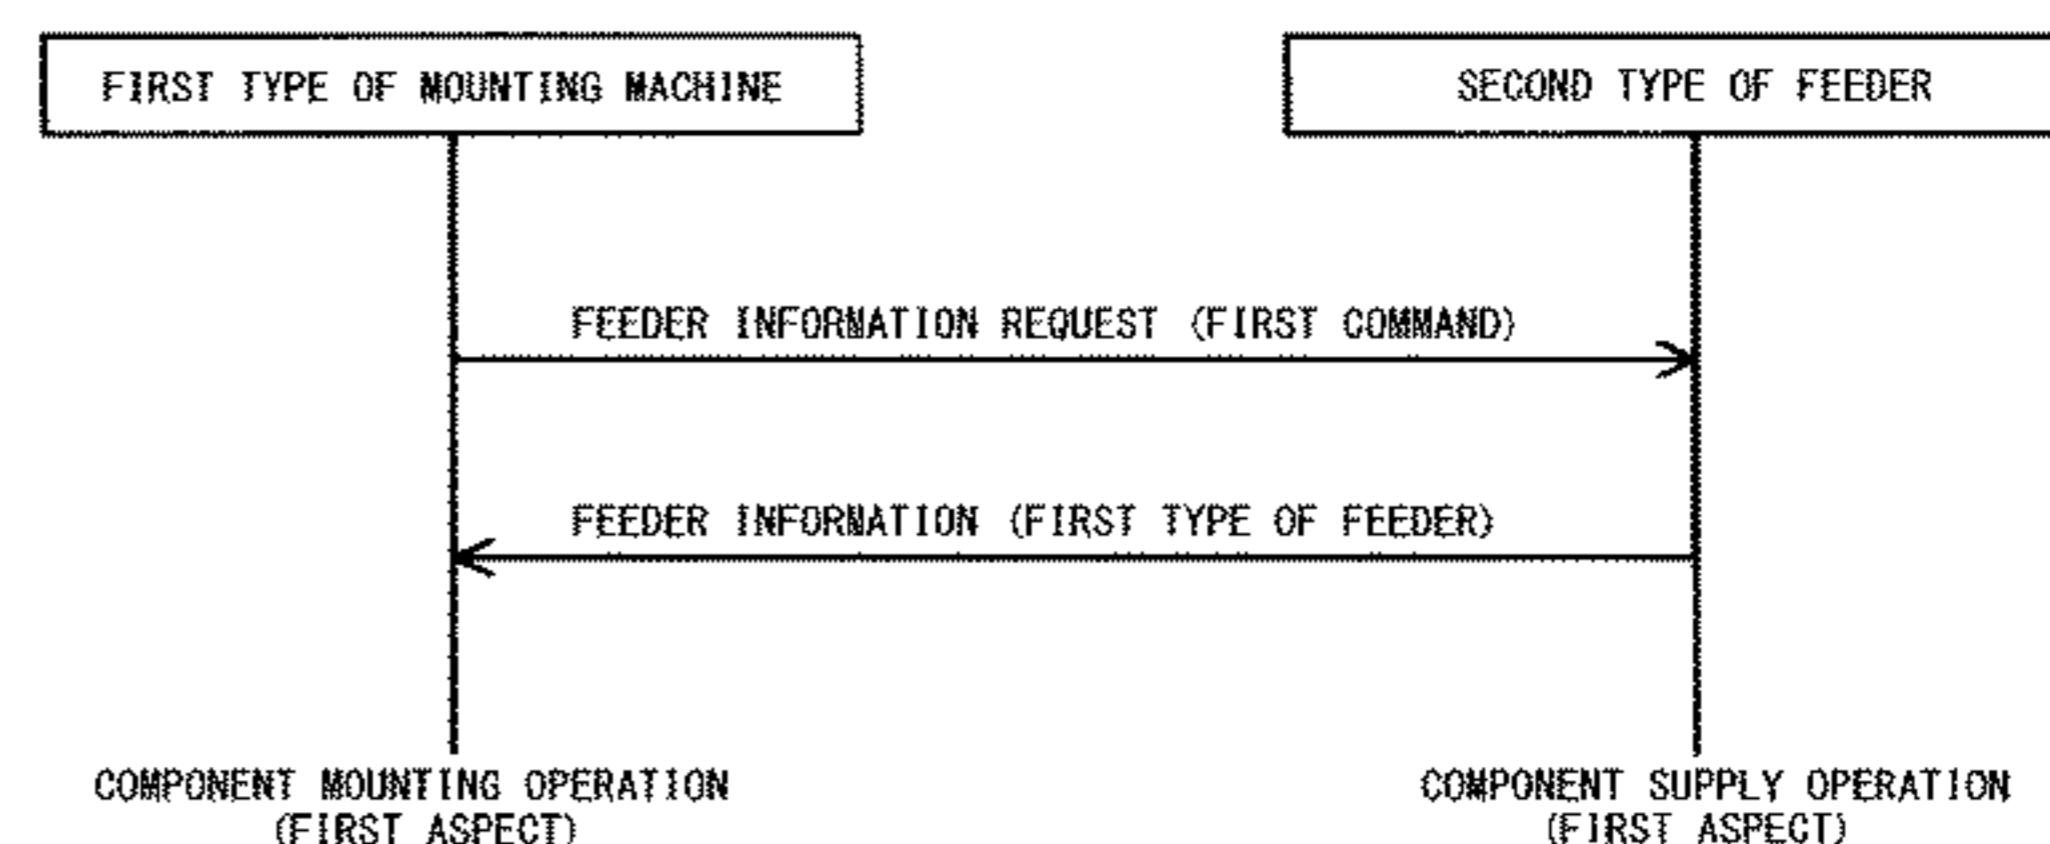 FIRST TYPE OF MOUNTING MACHINE
SECOND TYPE OF FEEDER
FEEDER INFORMATION REQUEST (FIRST COMMAND)
FEEDER INFORMATION (FIRST TYPE OF FEEDER)
COMPONENT MOUNTING OPERATION
(FIRST ASPECT)
COMPONENT SUPPLY OPERATION
(FIRST ASPECT)